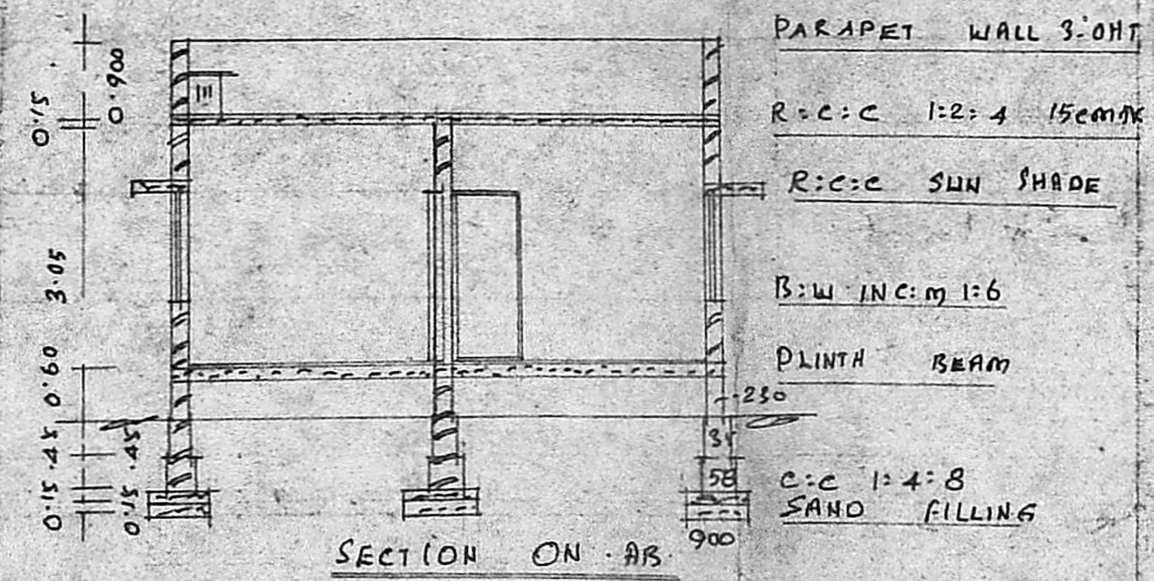 PARAPET WALL 3'-0HT
0.900
0.15
R:C:C 1:2:4 15cmTK
R:C:C SUN SHADE
3.05
B:W IN C:M 1:6
PLINTH BEAM
0.60
230
.45
.45
58
C:C 1:4:8
0.15
0.15
SAND FILLING
900
SECTION ON AB